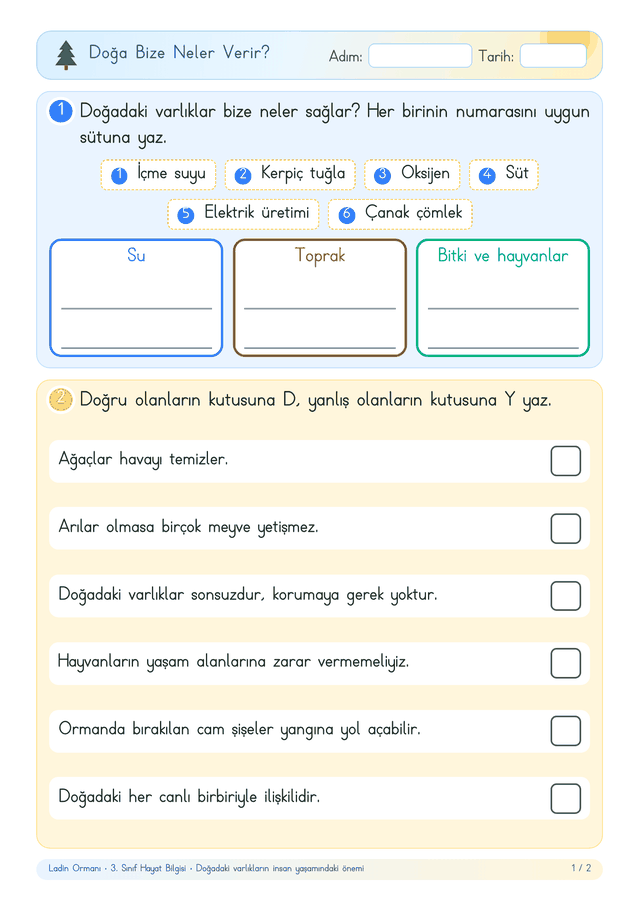 Doğa Bize Neler Verir?
Adım:
Tarih:
1 Doğadaki varlıklar bize neler sağlar? Her birinin numarasını uygun
sütuna yaz.
1 İçme suyu
2 Kerpiç tuğla
3 Oksijen
4 Süt
5 Elektrik üretimi
6 Çanak çömlek
Su
Toprak
Bitki ve hayvanlar
2 Doğru olanların kutusuna D, yanlış olanların kutusuna Y yaz.
Ağaçlar havayı temizler.
Arılar olmasa birçok meyve yetişmez.
Doğadaki varlıklar sonsuzdur, korumaya gerek yoktur.
Hayvanların yaşam alanlarına zarar vermemeliyiz.
Ormanda bırakılan cam şişeler yangına yol açabilir.
Doğadaki her canlı birbiriyle ilişkilidir.
Ladin Ormanı • 3. Sınıf Hayat Bilgisi • Doğadaki varlıkların insan yaşamındaki önemi
1 / 2